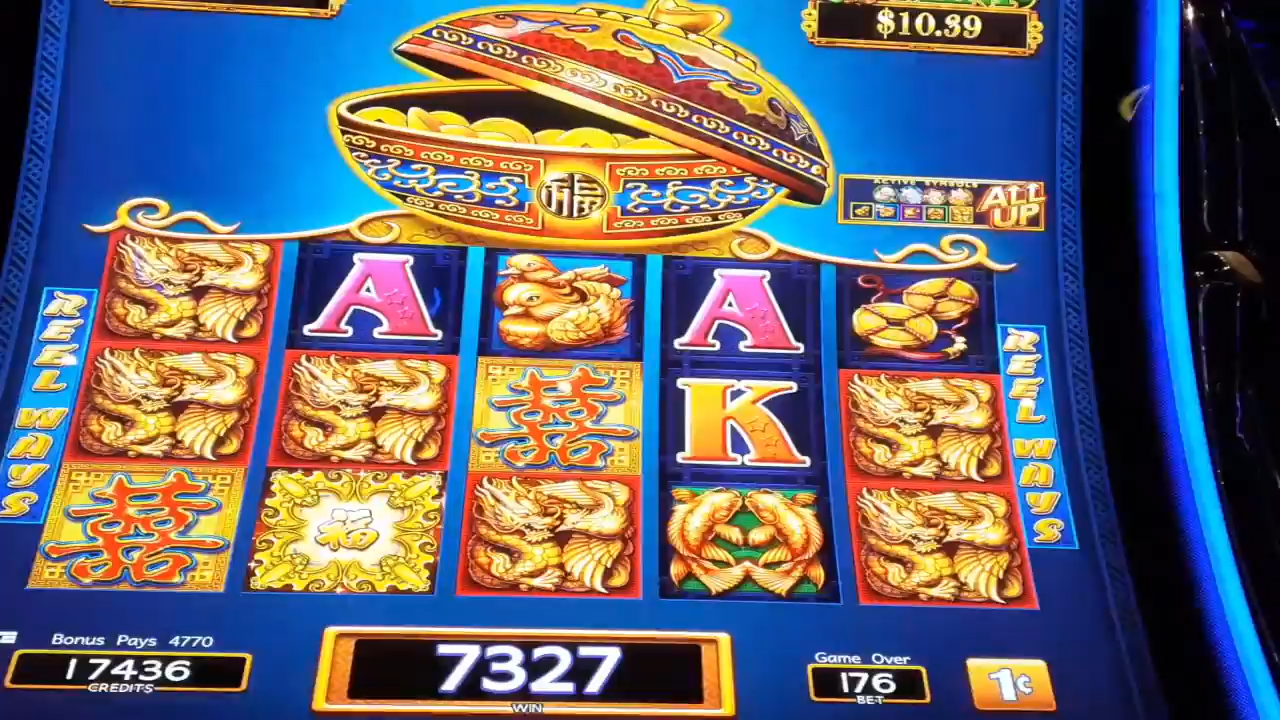 $10.39
福
ACTIVE SYMBOLS
ALL UP
REEL WAYS
REEL WAYS
A
A
K
囍
囍
福
Bonus Pays 4770
17436
CREDITS
7327
WIN
Game Over
176
BET
1¢